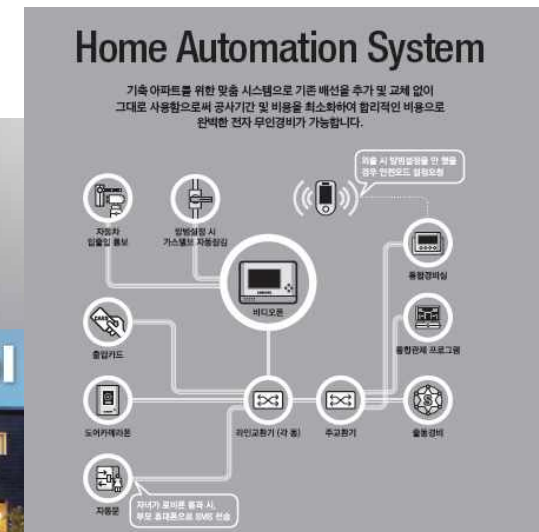 Home Automation System
기축 아파트를 위한 맞춤 시스템으로 기존 배선을 추가 및 교체 없이
그대로 사용함으로써 공사기간 및 비용을 최소화하여 합리적인 비용으로
완벽한 전자 무인경비가 가능합니다.
외출 시 방범설정을 안 했을
경우 안전모드 설정요청
자동차
입출입 통보
방범설정 시
가스밸브 자동잠김
통합경비실
비디오폰
출입카드
통합관제 프로그램
도어카메라폰
라인교환기 (각 동)
주교환기
출동경비
자동문
자녀가 로비폰 통과 시,
부모 휴대폰으로 SMS 전송